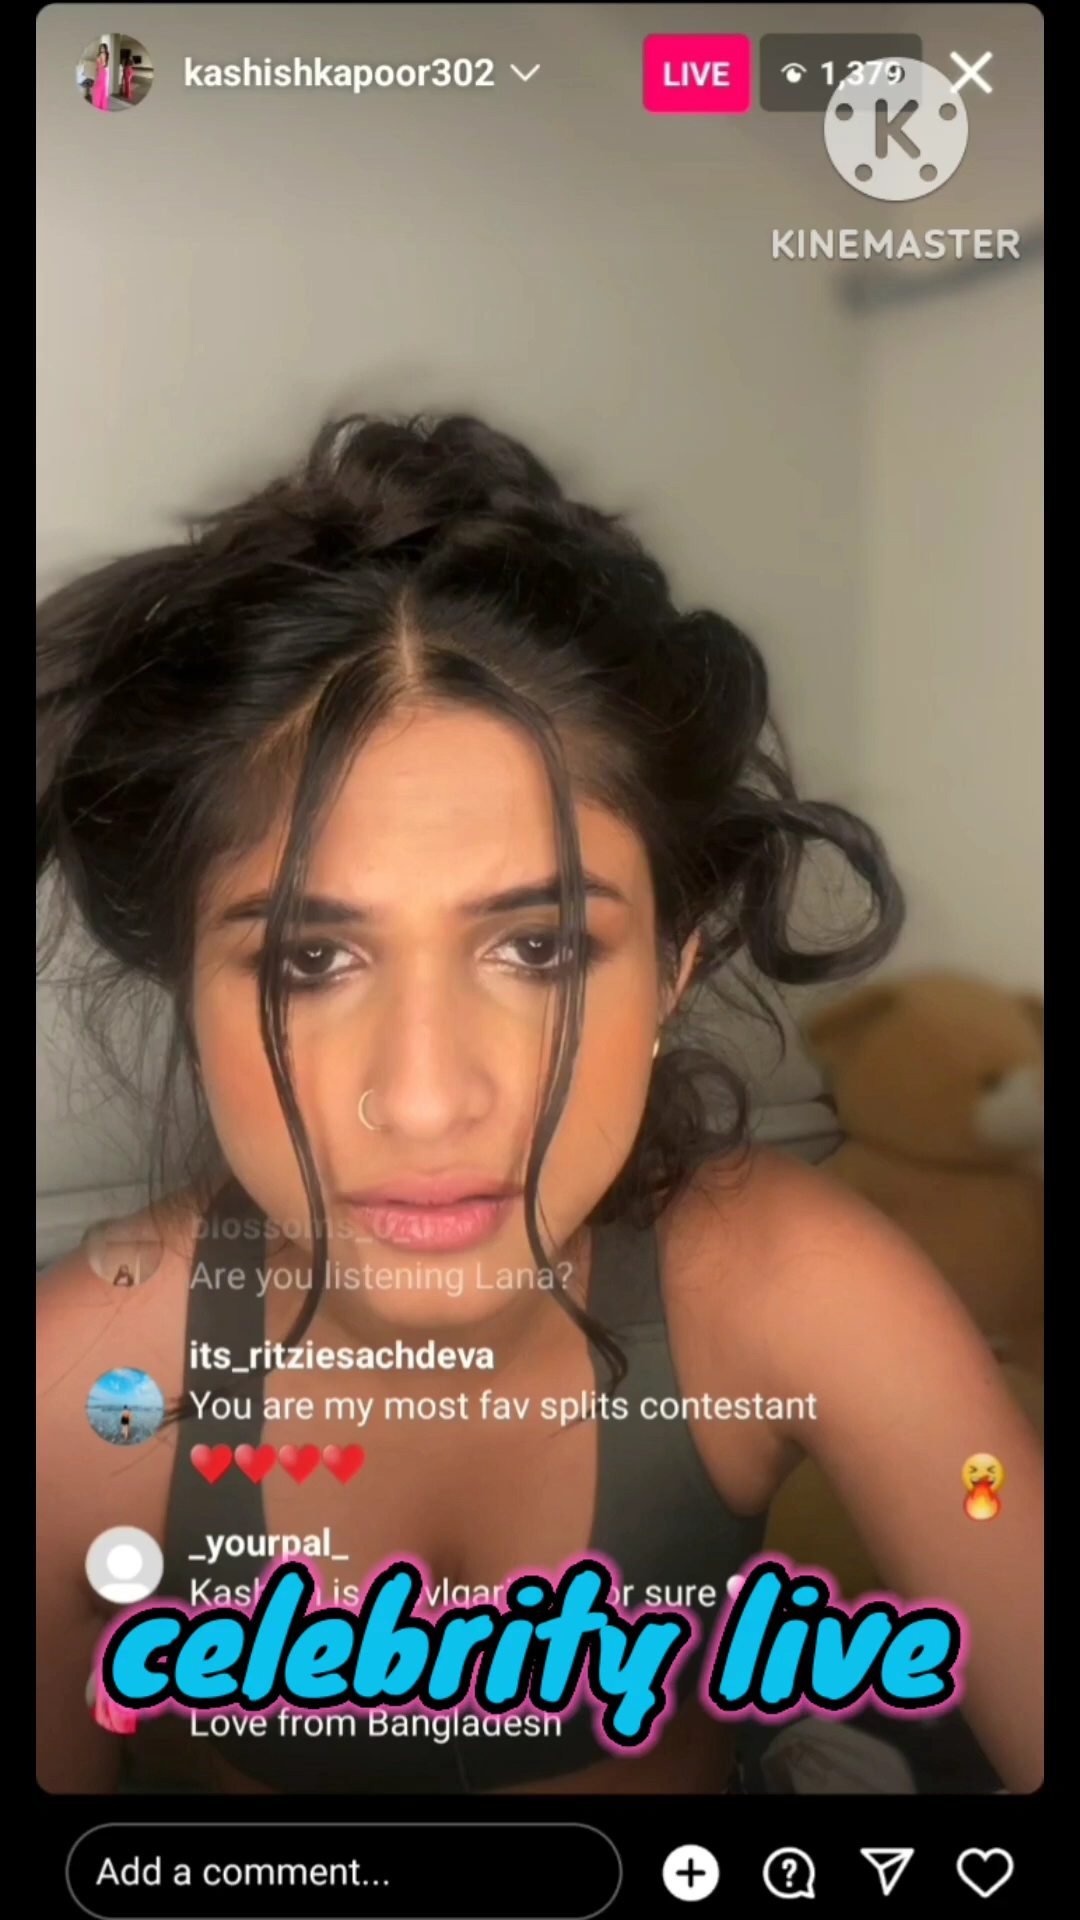 kashishkapoor302
LIVE
1,379
K
KINEMASTER
Are you listening Lana?
its_ritziesachdeva
You are my most fav splits contestant
❤️❤️❤️❤️
_yourpal_
is
sure
celebrity live
Love from Bangladesh
Add a comment...